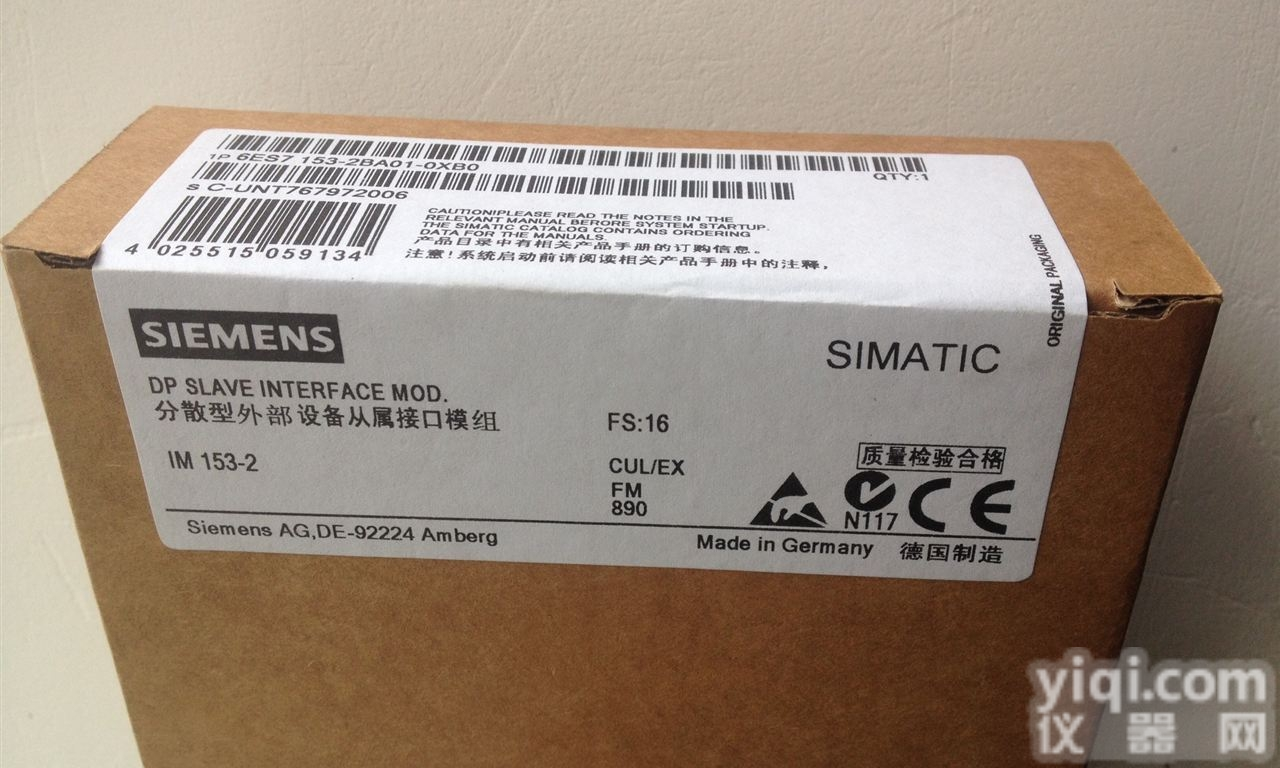 1P 6ES7 153-2BA01-0XB0
QTY:1
S C-UNT767972006
4 025515 059134
CAUTION!PLEASE READ THE NOTES IN THE
RELEVANT MANUAL BERORE SYSTEM STARTUP.
THE SIMATIC CATALOG CONTAINS ORDERING
DATA FOR THE MANUALS.
产品目录中有相关产品手册的订购信息。
注意!系统启动前请阅读相关产品手册中的注释,
ORIGINAL PACKAGING
SIEMENS
SIMATIC
DP SLAVE INTERFACE MOD.
分散型外部设备从属接口模组
FS:16
IM 153-2
CUL/EX
FM
890
质量检验合格
N117
CE
Siemens AG,DE-92224 Amberg
Made in Germany 德国制造
yiqi.com
仪器网